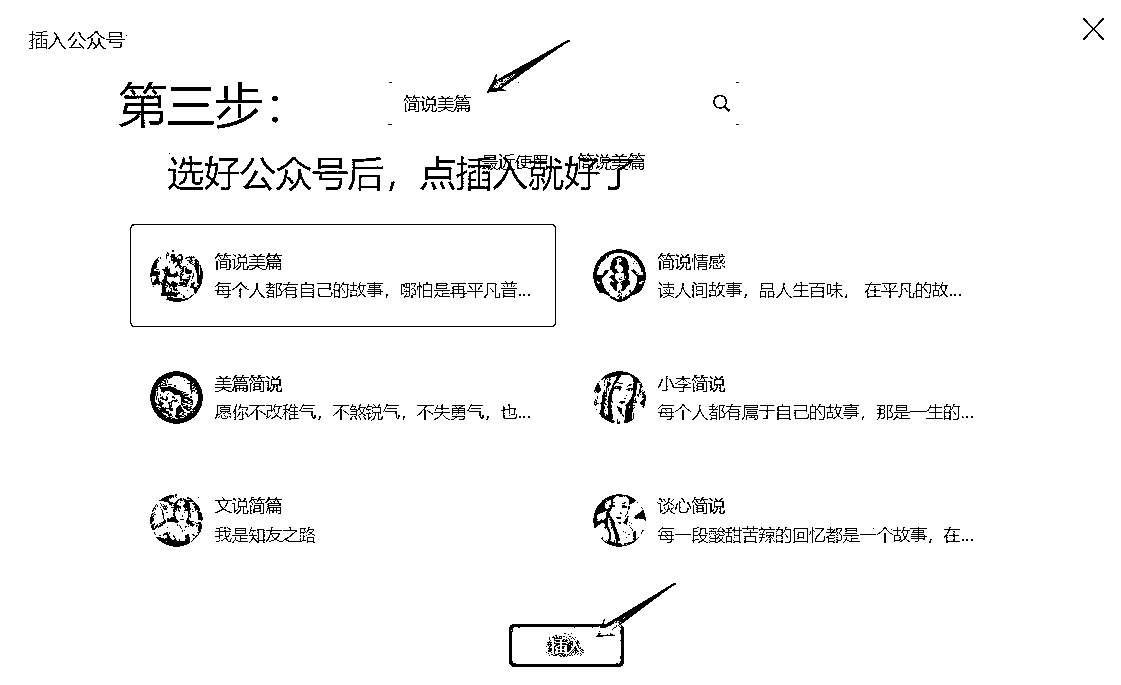 插入公众号
第三步：
简说美篇
选好公众号后，点插入就好了
最近使用
简说美篇
简说美篇
每个人都有自己的故事，哪怕是再平凡普...
简说情感
读人间故事，品人生百味， 在平凡的故...
美篇简说
愿你不改稚气，不煞锐气，不失勇气，也...
小李简说
每个人都有属于自己的故事，那是一生的...
文说简篇
我是知友之路
谈心简说
每一段酸甜苦辣的回忆都是一个故事，在...
插入